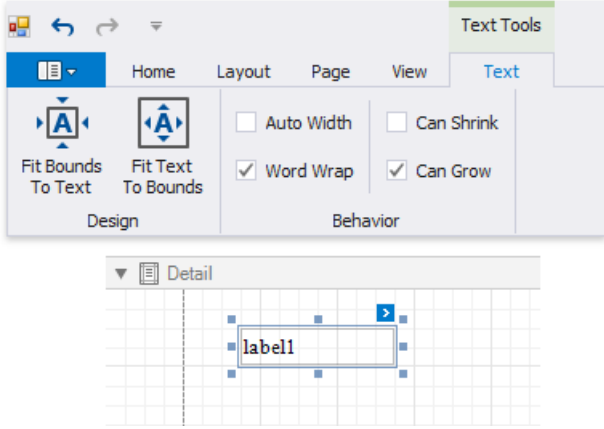 Text Tools
Home Layout Page View Text
Auto Width Can Shrink
Fit Bounds Fit Text
To Text To Bounds
Word Wrap Can Grow
Design Behavior
Detail
label1